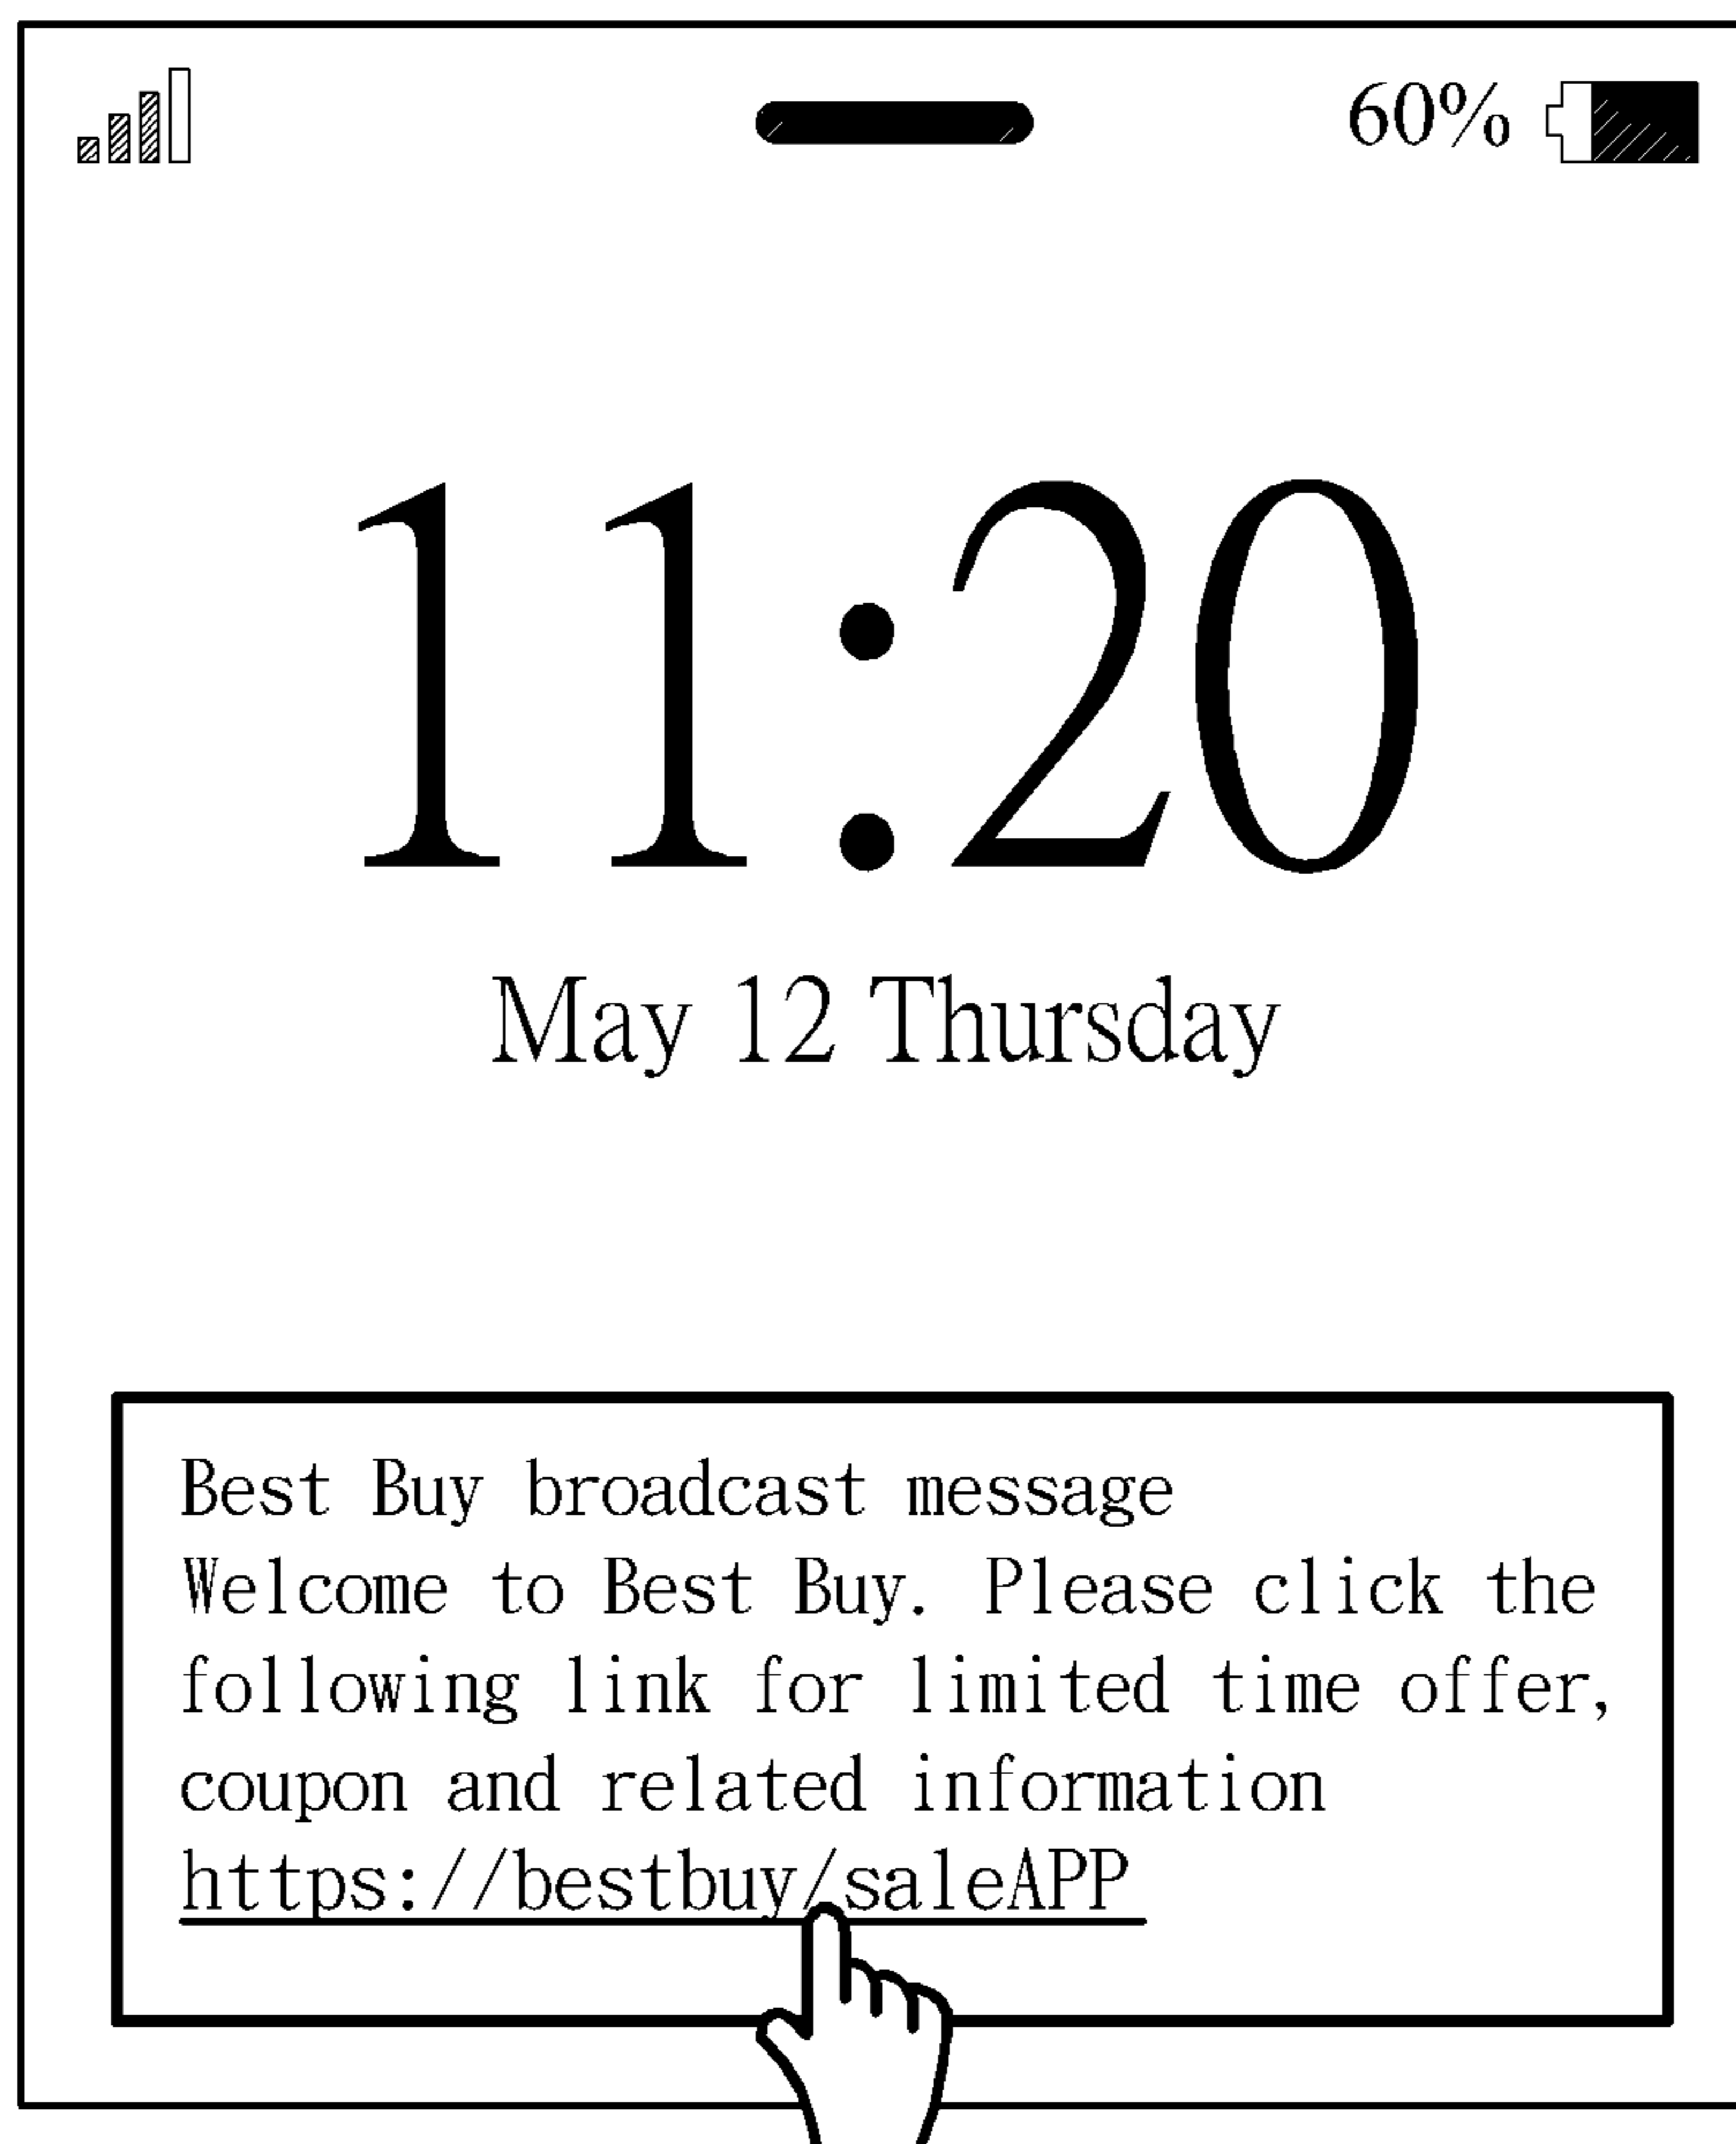 60%
11:20
May 12 Thursday
Best Buy broadcast message
Welcome to Best Buy. Please click the
following link for limited time offer,
coupon and related information
https://bestbuy/saleAPP